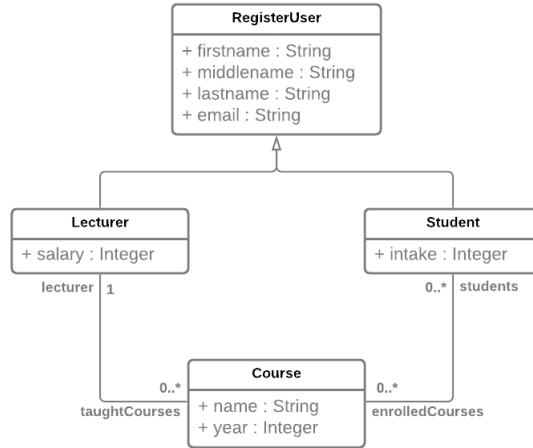 RegisterUser
+ firstname : String
+ middlename : String
+ lastname : String
+ email : String
Lecturer
+ salary : Integer
Student
+ intake : Integer
lecturer 1
0..* students
0..*
taughtCourses
Course
+ name : String
+ year : Integer
0..*
enrolledCourses